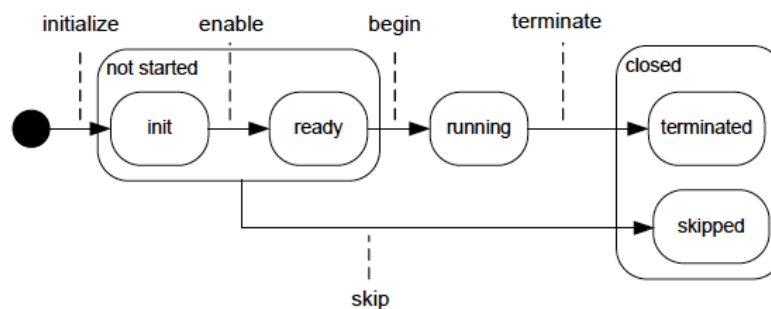 initialize
enable
begin
terminate
not started
closed
init
ready
running
terminated
skipped
skip